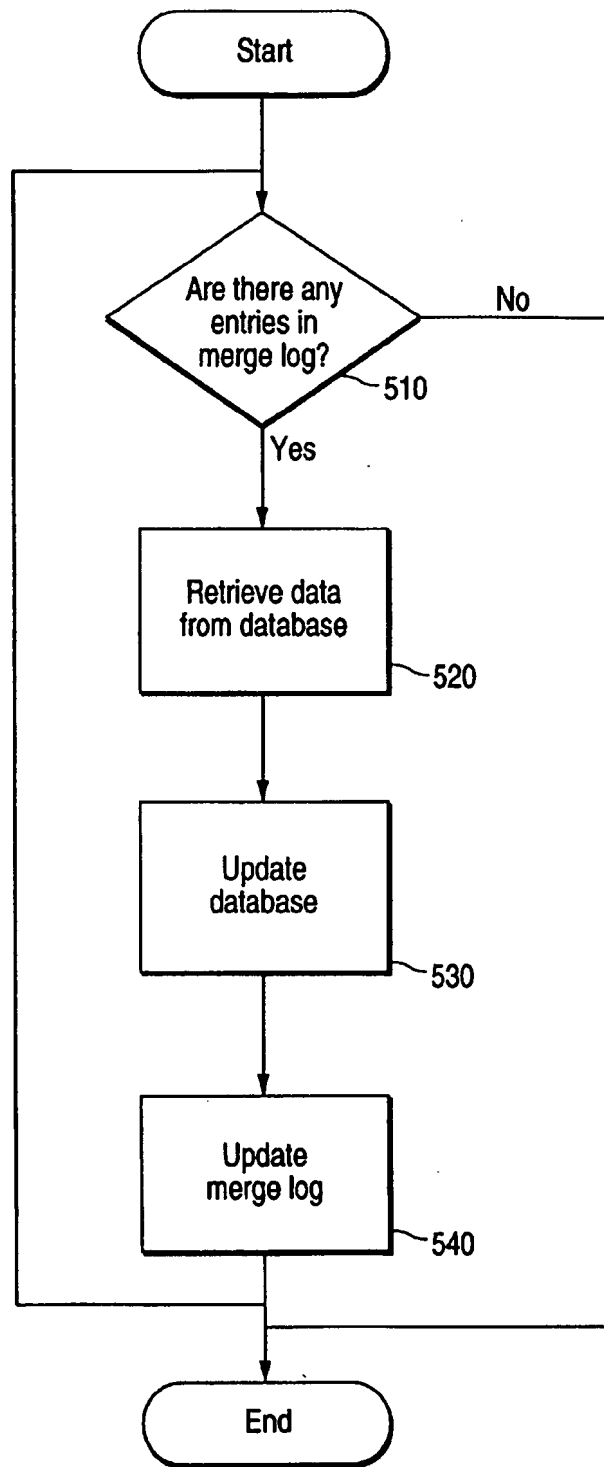 Start
Are there any
entries in
merge log?
No
510
Yes
Retrieve data
from database
520
Update
database
530
Update
merge log
540
End